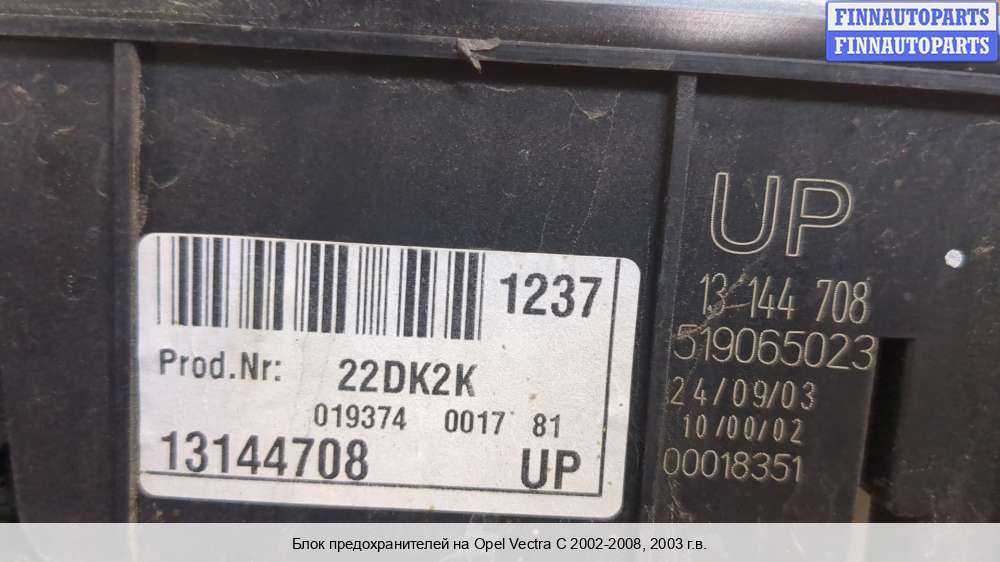 FINNAUTOPARTS
FINNAUTOPARTS
1237
Prod.Nr: 22DK2K
019374 0017 81
13144708 UP
UP
13 144 708
519065023
24/09/03
10/00/02
00018351
Блок предохранителей на Opel Vectra C 2002-2008, 2003 г.в.